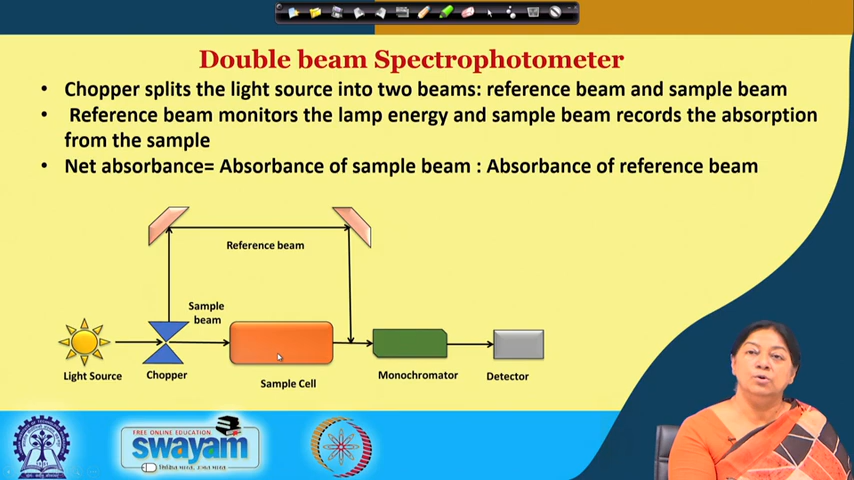 Double beam Spectrophotometer
• Chopper splits the light source into two beams: reference beam and sample beam
• Reference beam monitors the lamp energy and sample beam records the absorption
from the sample
• Net absorbance= Absorbance of sample beam : Absorbance of reference beam
Reference beam
Sample
beam
Light Source
Chopper
Sample Cell
Monochromator
Detector
FREE ONLINE EDUCATION
swayam